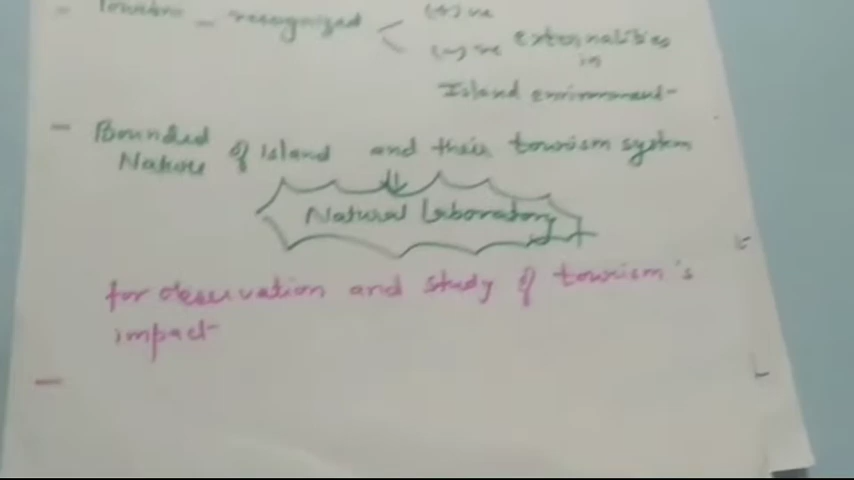 - Tourism - recognized < (+) ve
(-) ve externalities
in
Island environment-
- Bounded Nature of Island and their tourism system
Natural Laboratory
for observation and study of tourism's
impact-
-